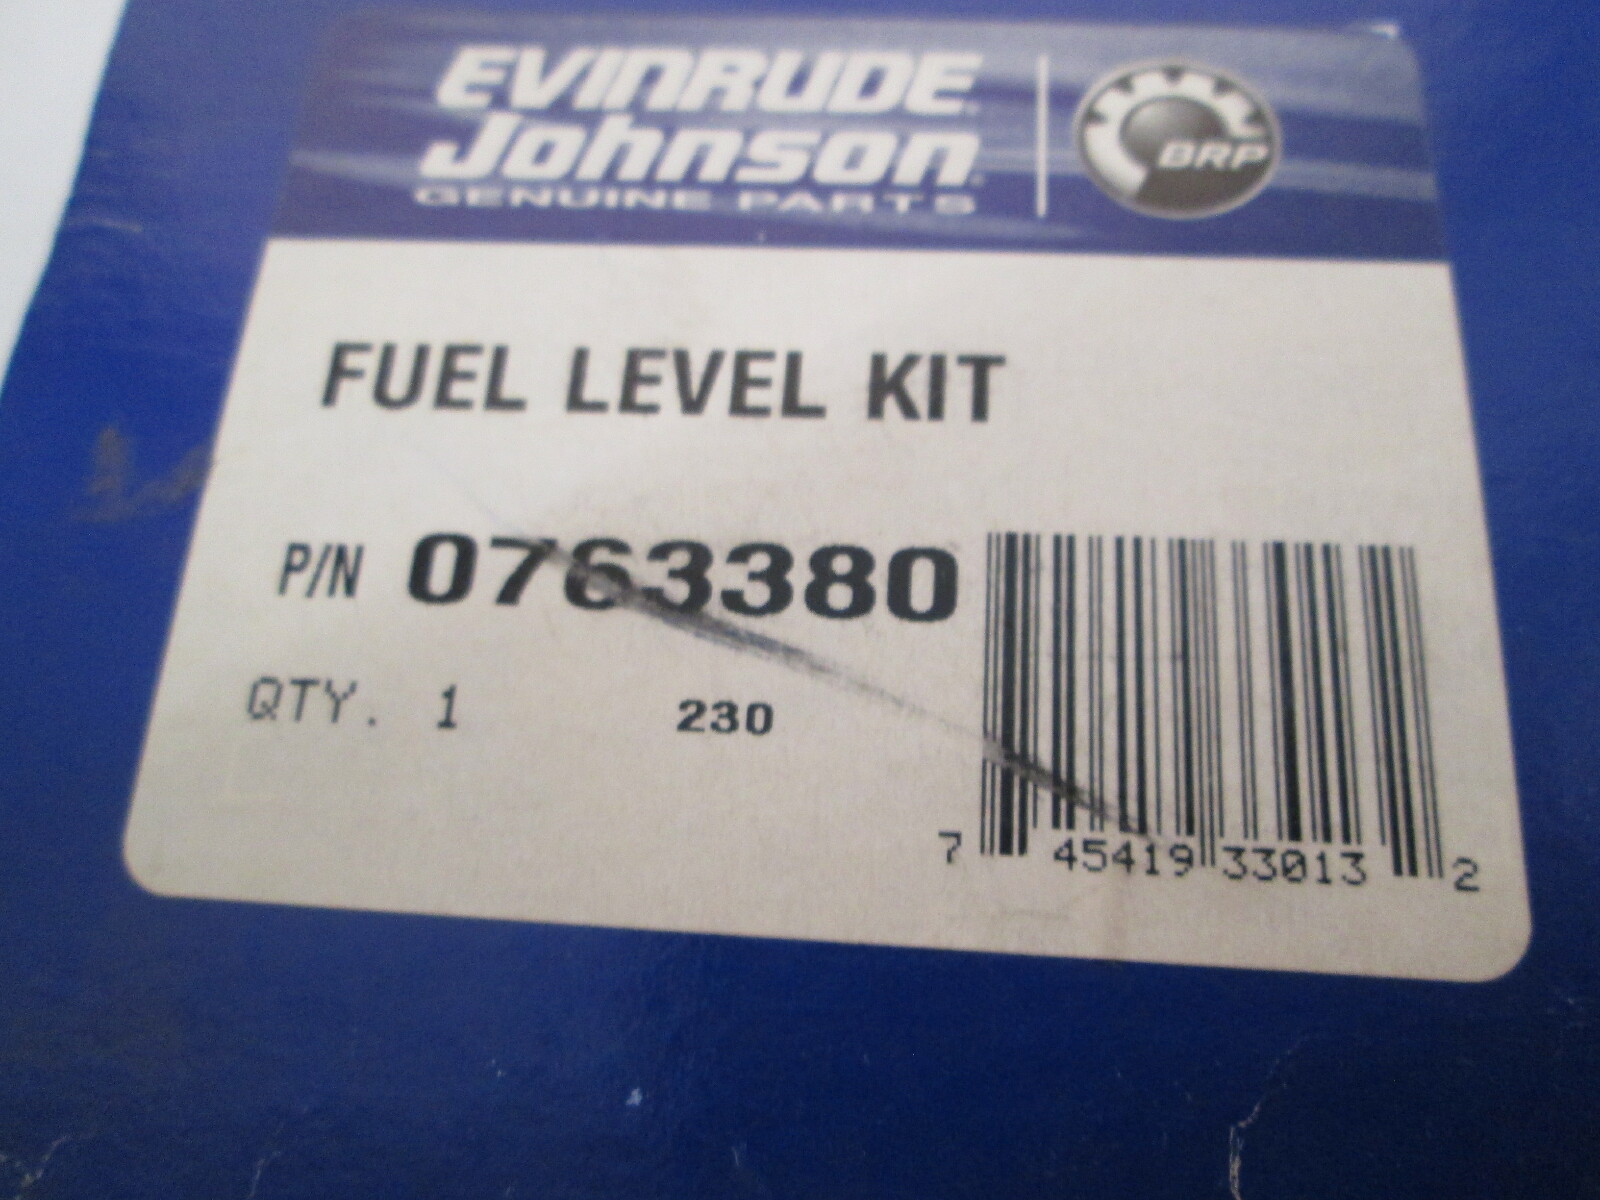 EVINRUDE
Johnson
GENUINE PARTS
BRP
FUEL LEVEL KIT
P/N 0763380
QTY. 1 230
7 45419 33013 2